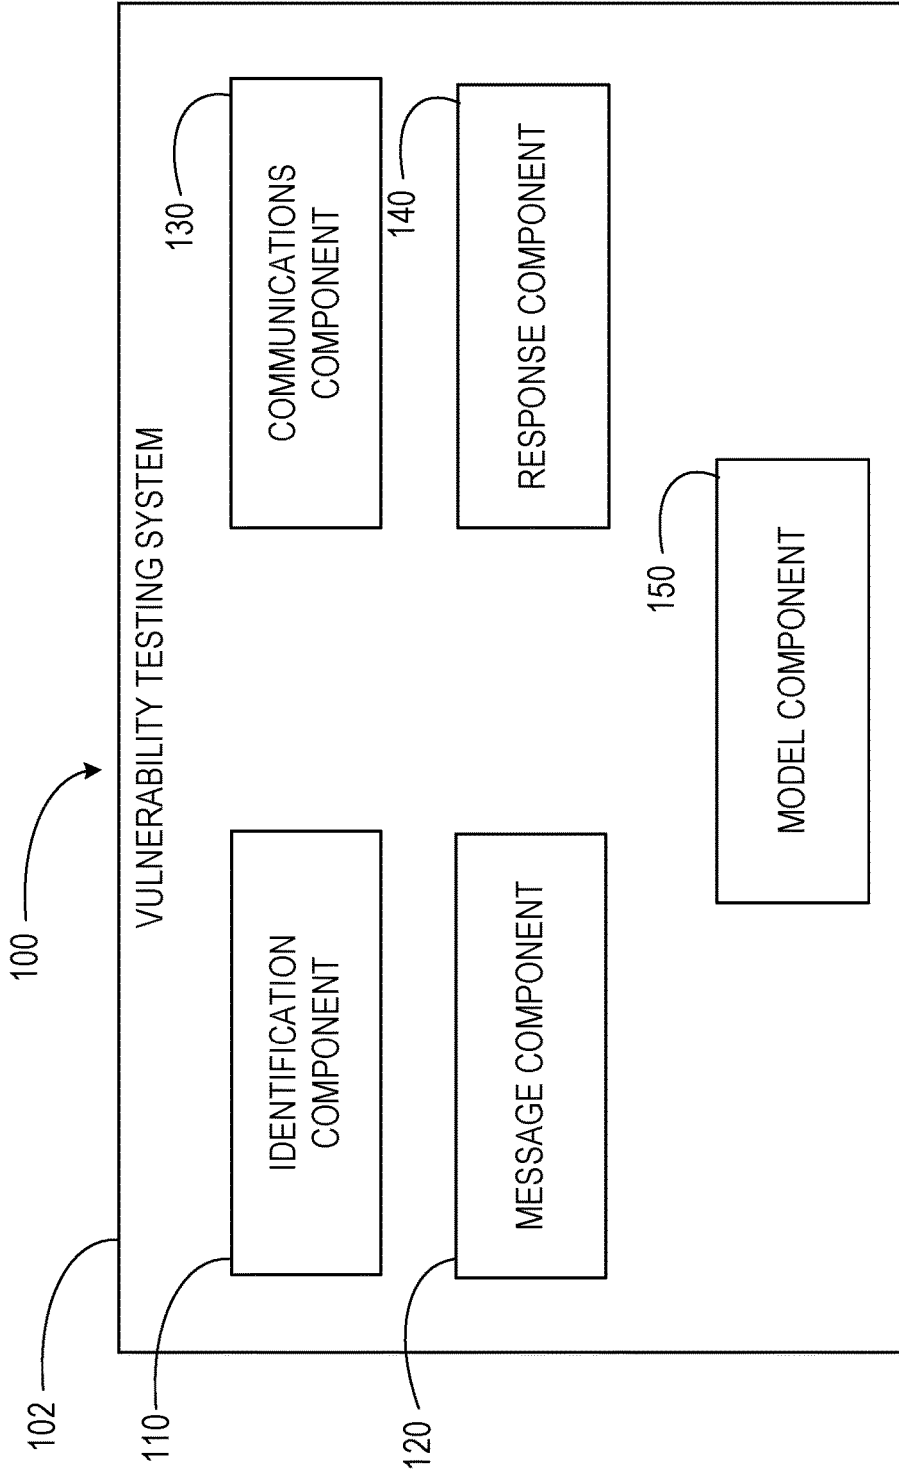 100
102
VULNERABILITY TESTING SYSTEM
110
IDENTIFICATION
COMPONENT
130
COMMUNICATIONS
COMPONENT
120
MESSAGE COMPONENT
140
RESPONSE COMPONENT
150
MODEL COMPONENT